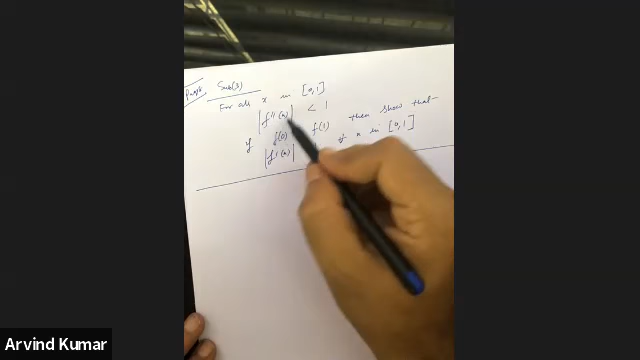 Sub(3)
For all x in [0,1]
|f''(x)| < 1
if f(0) f(1) then show that
|f'(x)| if x in [0,1]
Arvind Kumar